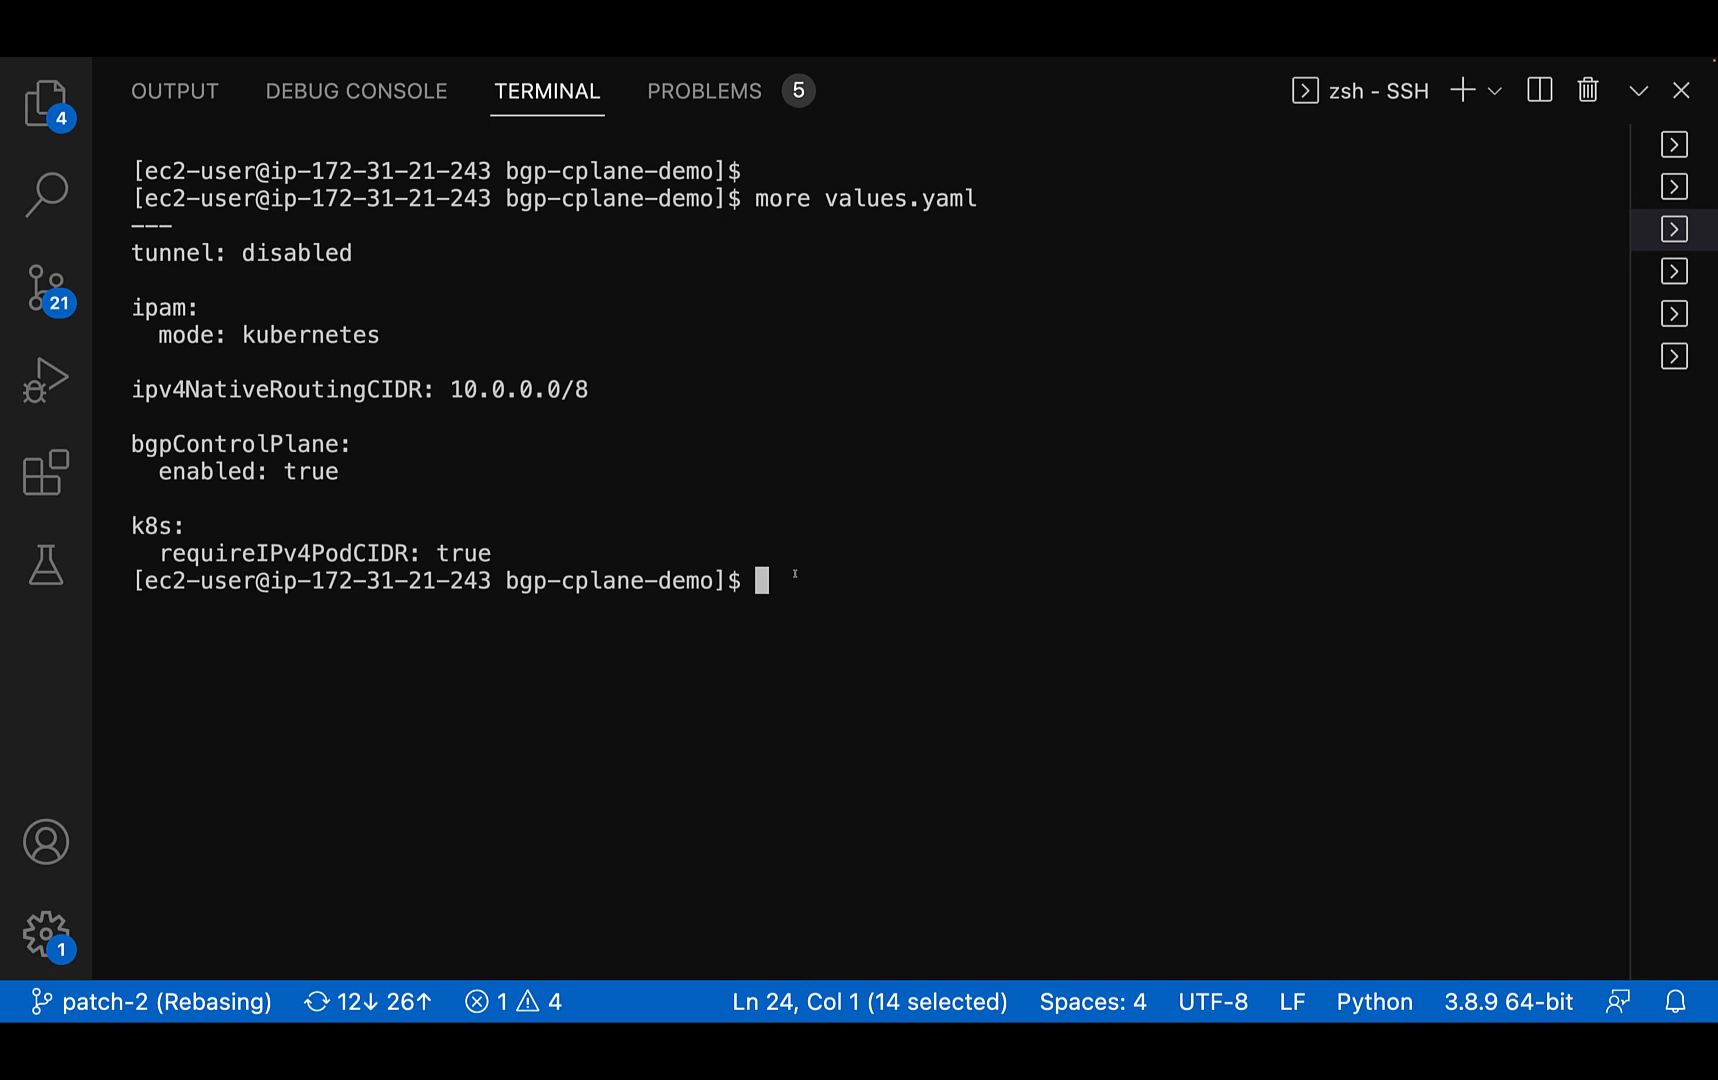 OUTPUT DEBUG CONSOLE TERMINAL PROBLEMS 5 zsh - SSH
4
[ec2-user@ip-172-31-21-243 bgp-cplane-demo]$
[ec2-user@ip-172-31-21-243 bgp-cplane-demo]$ more values.yaml
---
tunnel: disabled
21
ipam:
  mode: kubernetes
ipv4NativeRoutingCIDR: 10.0.0.0/8
bgpControlPlane:
  enabled: true
k8s:
  requireIPv4PodCIDR: true
[ec2-user@ip-172-31-21-243 bgp-cplane-demo]$
1
patch-2 (Rebasing) 12↓ 26↑ 1 4 Ln 24, Col 1 (14 selected) Spaces: 4 UTF-8 LF Python 3.8.9 64-bit